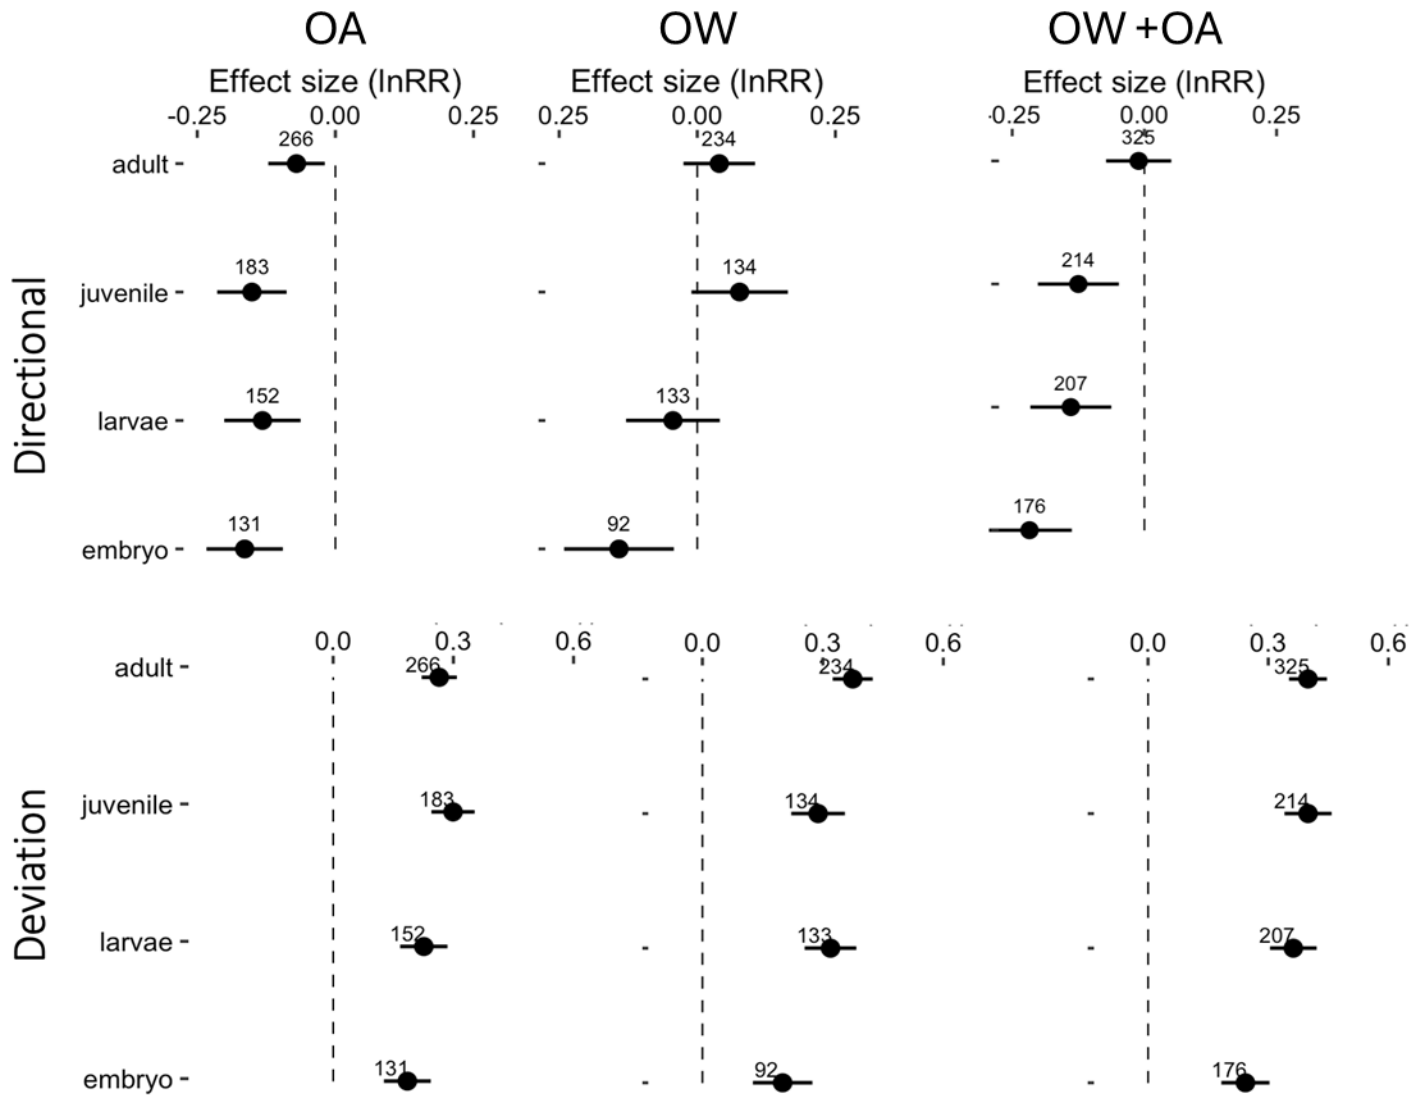 OA OW OW +OA
Effect size (lnRR) Effect size (lnRR) Effect size (lnRR)
-0.25 0.00 0.25 0.25 0.00 0.25 -0.25 0.00 0.25
266 234 325
adult
183 134 214
juvenile
152 133 207
larvae
131 92 176
embryo
Directional
0.0 0.3 0.6 0.0 0.3 0.6 0.0 0.3 0.6
adult 266 234 325
juvenile 183 134 214
larvae 152 133 207
embryo 131 92 176
Deviation